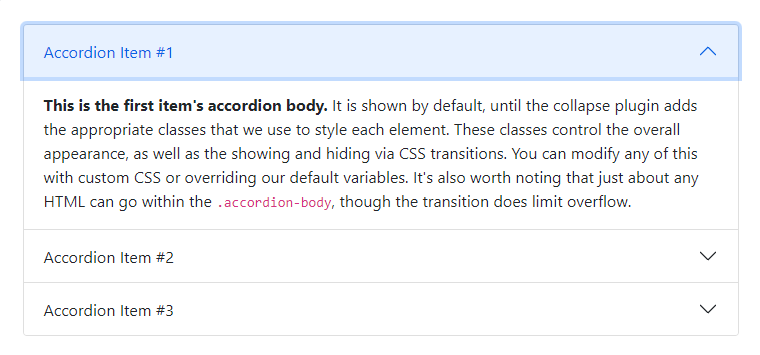 Accordion Item #1
This is the first item's accordion body. It is shown by default, until the collapse plugin adds
the appropriate classes that we use to style each element. These classes control the overall
appearance, as well as the showing and hiding via CSS transitions. You can modify any of this
with custom CSS or overriding our default variables. It's also worth noting that just about any
HTML can go within the .accordion-body, though the transition does limit overflow.
Accordion Item #2
Accordion Item #3